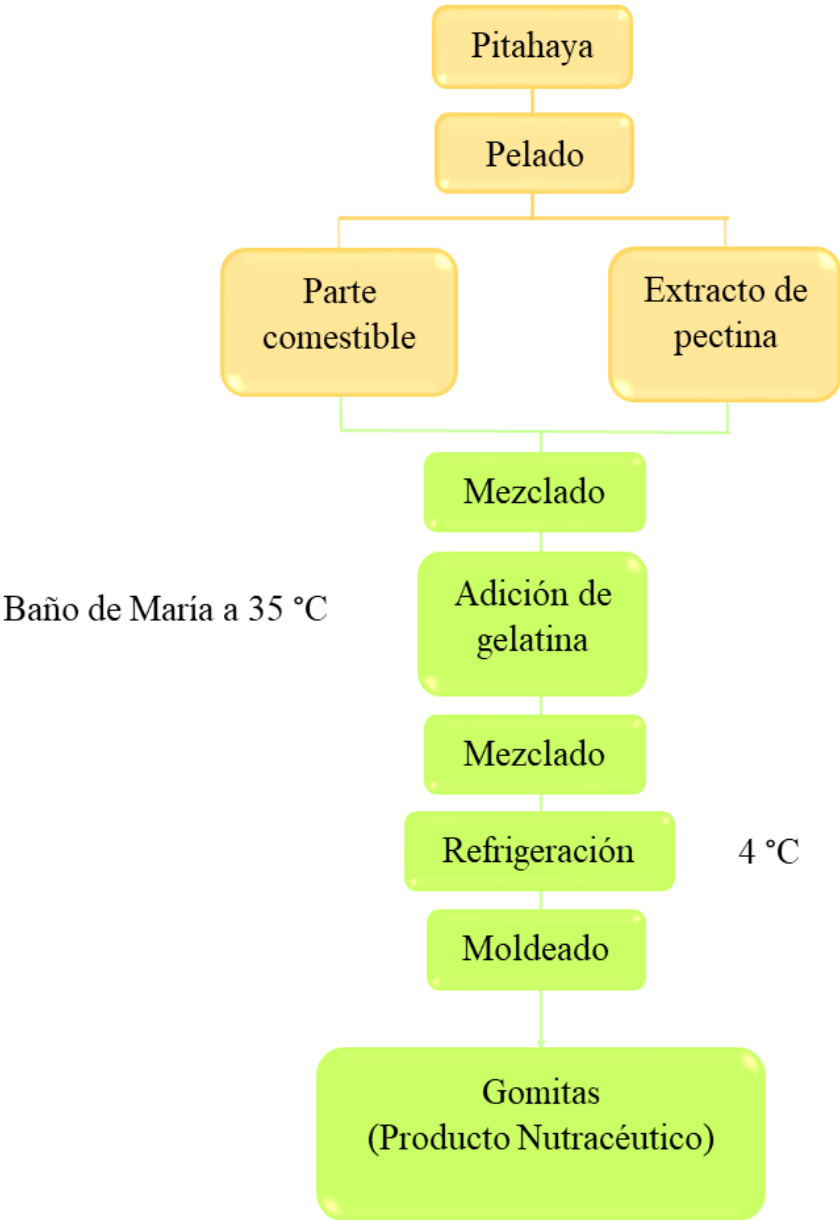 Pitahaya
Pelado
Parte
comestible
Extracto de
pectina
Mezclado
Baño de María a 35 °C
Adición de
gelatina
Mezclado
Refrigeración
4 °C
Moldeado
Gomitas
(Producto Nutracéutico)